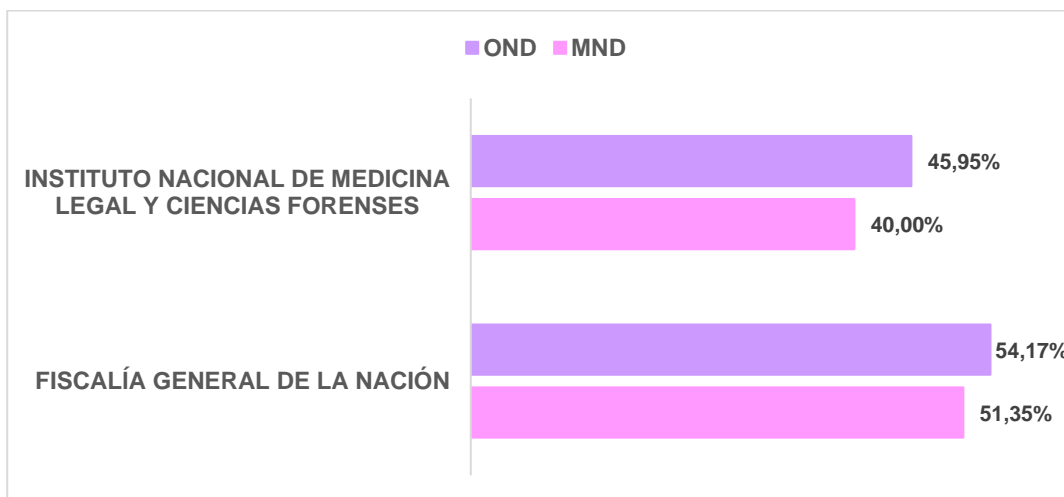 OND MND
INSTITUTO NACIONAL DE MEDICINA
LEGAL Y CIENCIAS FORENSES
45,95%
40,00%
FISCALÍA GENERAL DE LA NACIÓN
54,17%
51,35%